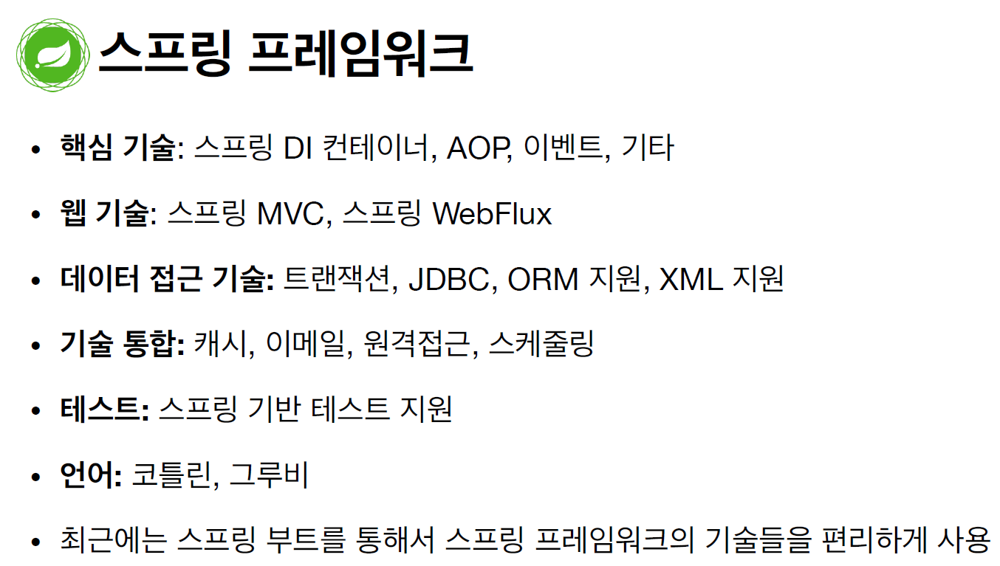 스프링 프레임워크
• 핵심 기술: 스프링 DI 컨테이너, AOP, 이벤트, 기타
• 웹 기술: 스프링 MVC, 스프링 WebFlux
• 데이터 접근 기술: 트랜잭션, JDBC, ORM 지원, XML 지원
• 기술 통합: 캐시, 이메일, 원격접근, 스케줄링
• 테스트: 스프링 기반 테스트 지원
• 언어: 코틀린, 그루비
• 최근에는 스프링 부트를 통해서 스프링 프레임워크의 기술들을 편리하게 사용